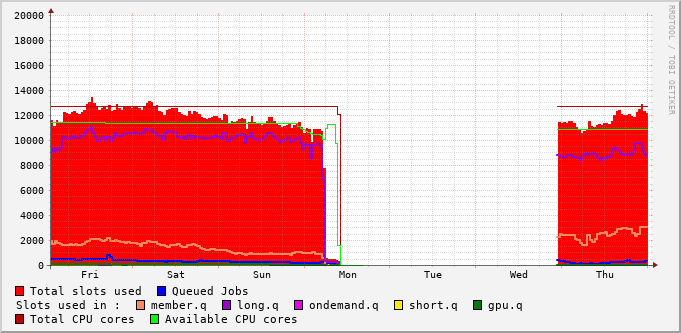 20000
18000
16000
14000
12000
10000
8000
6000
4000
2000
0
Fri Sat Sun Mon Tue Wed Thu
RRDTOOL / TOBI OETIKER
Total slots used Queued Jobs
Slots used in : member.q long.q ondemand.q short.q gpu.q
Total CPU cores Available CPU cores